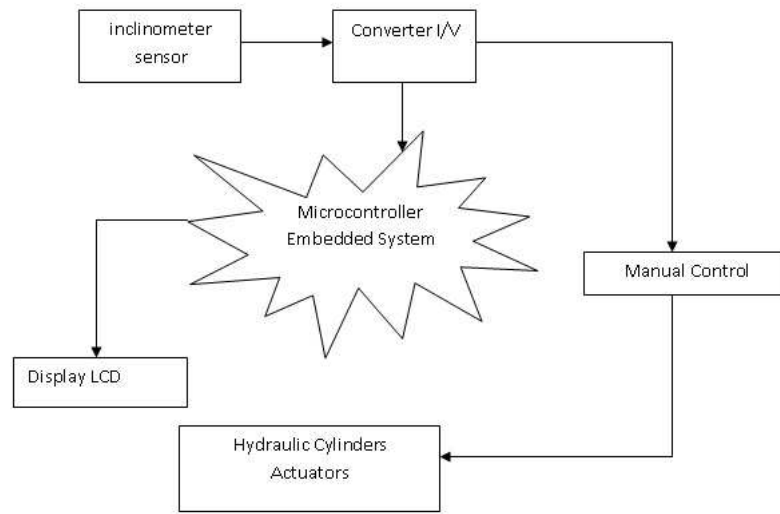 inclinometer
sensor
Converter I/V
Microcontroller
Embedded System
Manual Control
Display LCD
Hydraulic Cylinders
Actuators